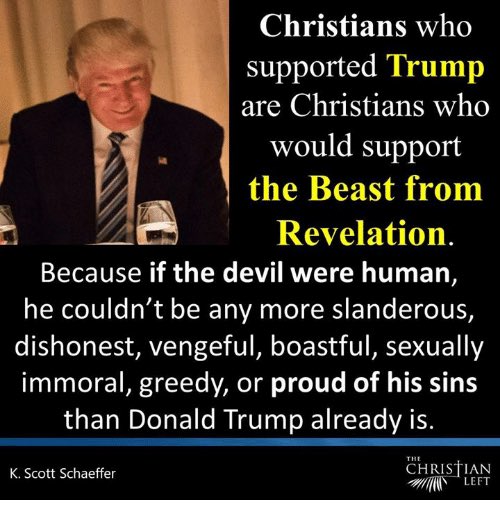 Christians who
supported Trump
are Christians who
would support
the Beast from
Revelation.
Because if the devil were human,
he couldn't be any more slanderous,
dishonest, vengeful, boastful, sexually
immoral, greedy, or proud of his sins
than Donald Trump already is.
K. Scott Schaeffer
THE
CHRISTIAN
LEFT